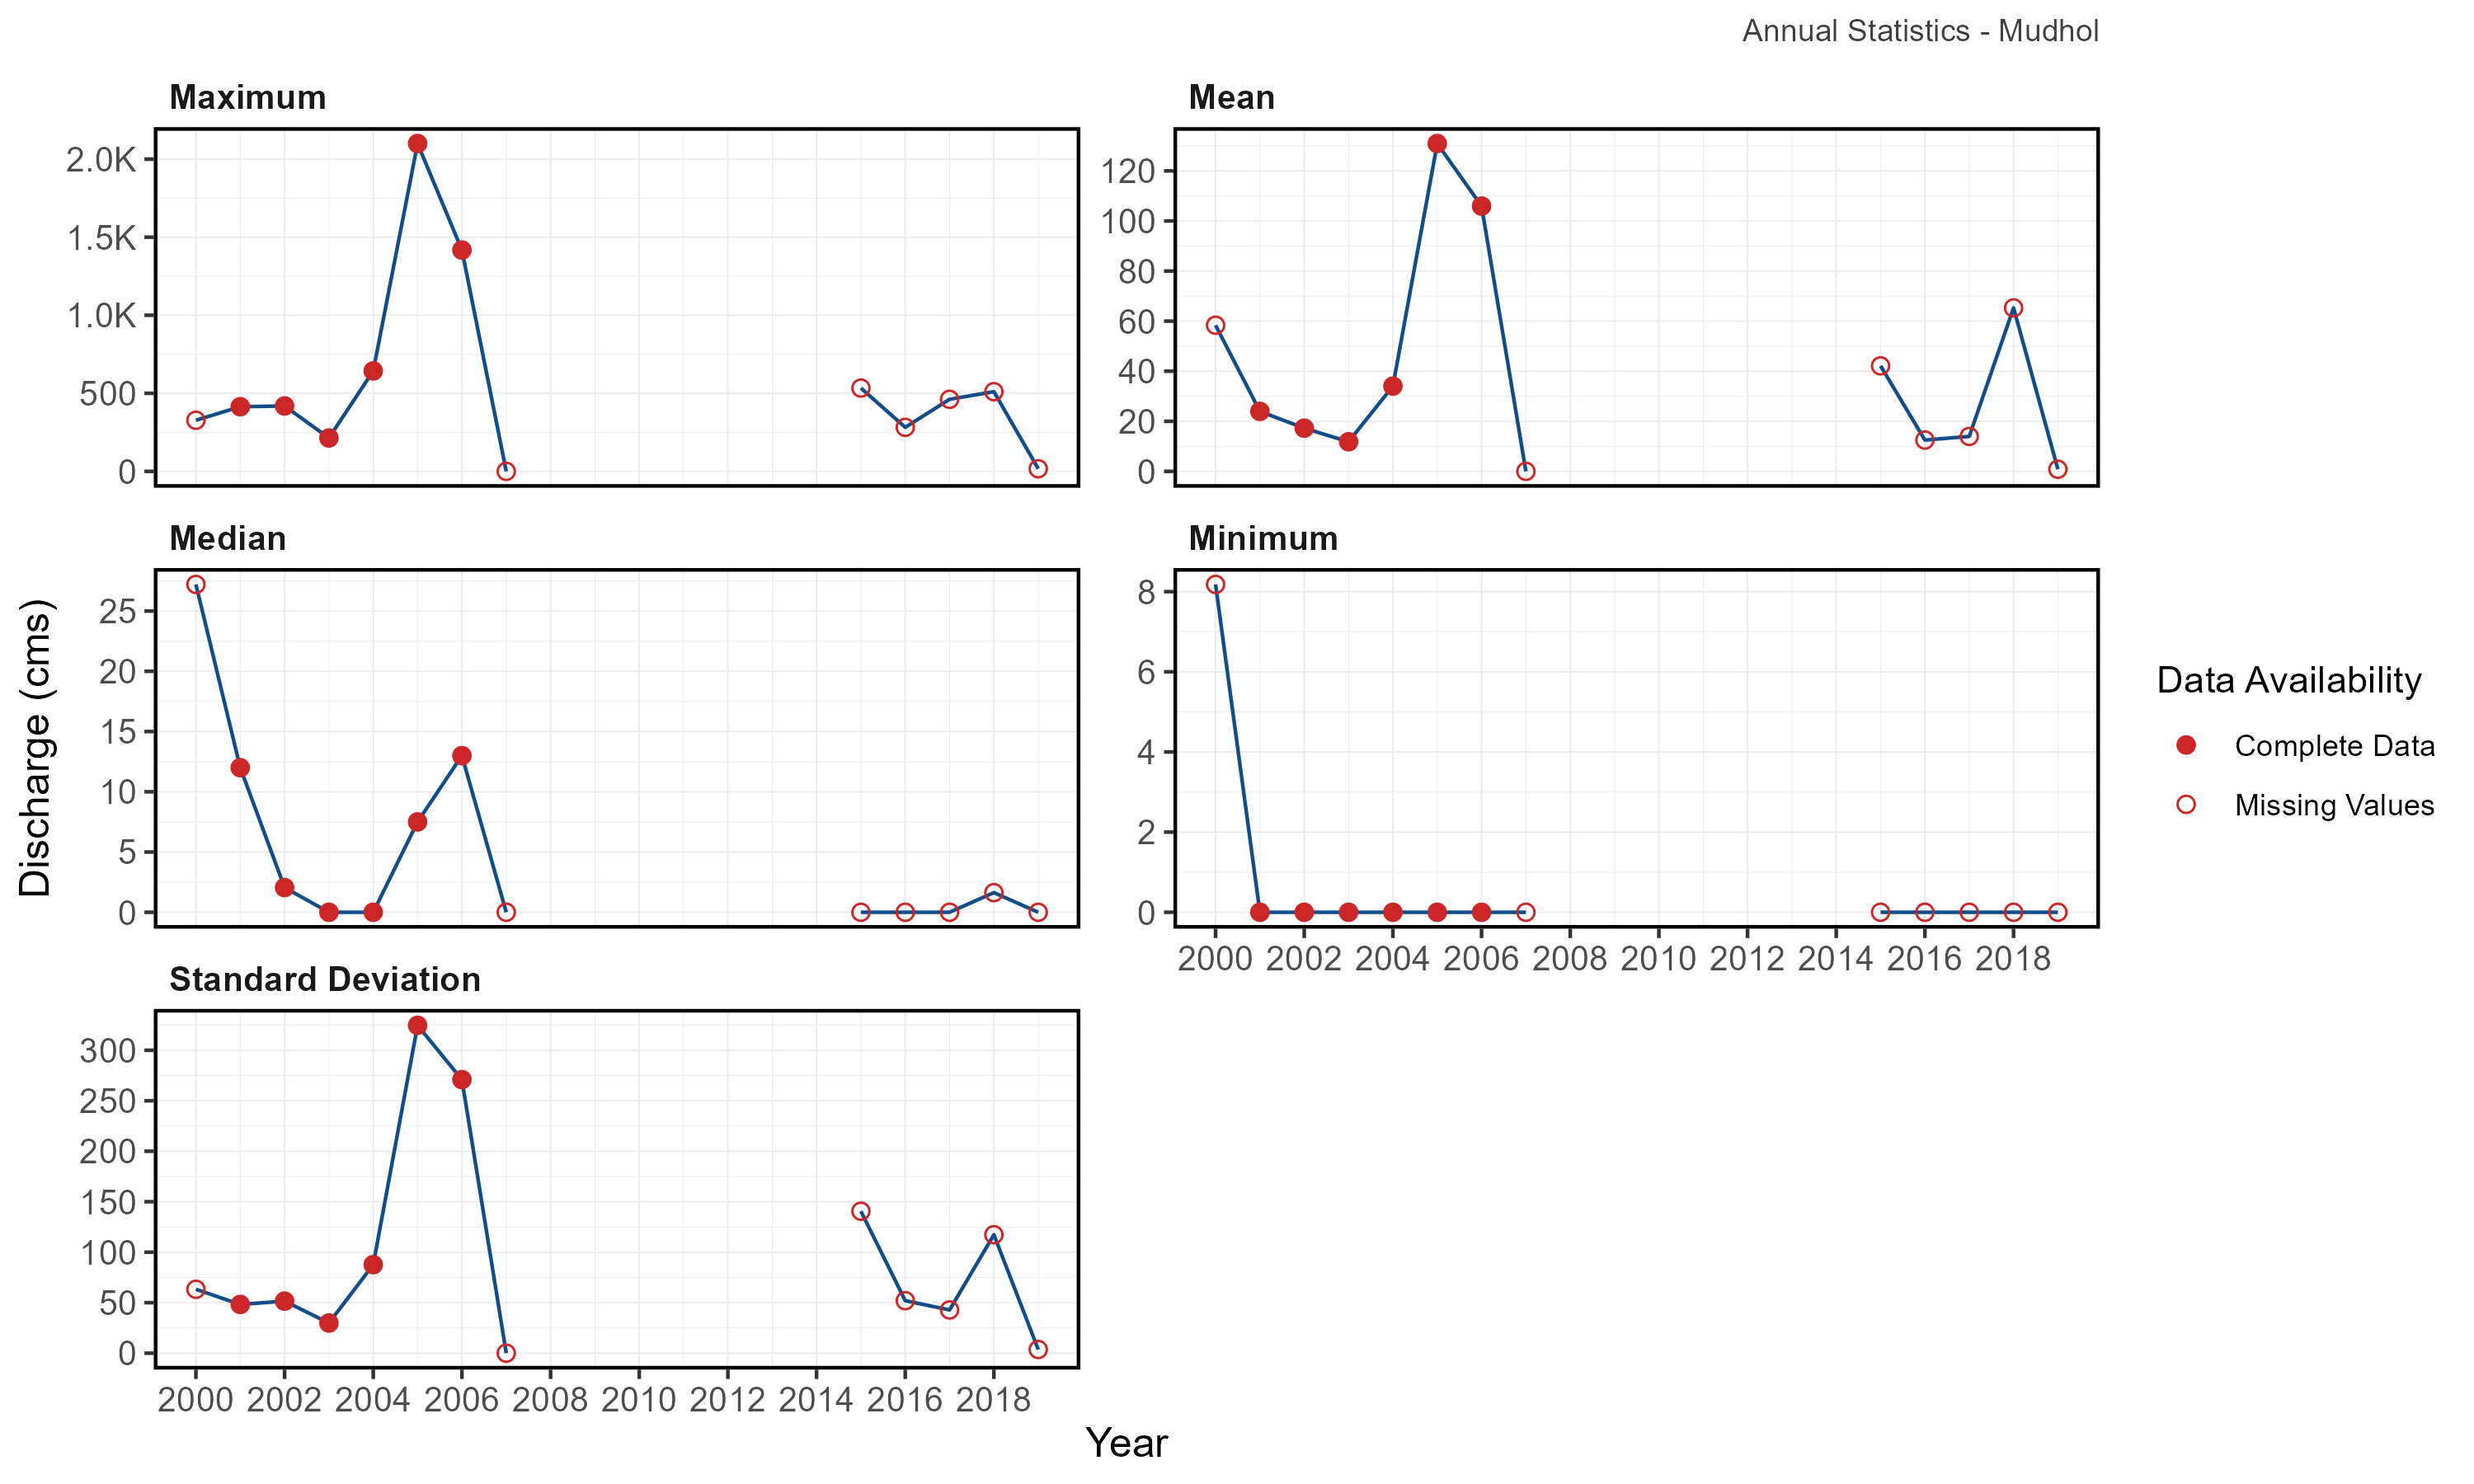 Annual Statistics - Mudhol
Maximum
2.0K
1.5K
1.0K
500
0
Mean
120
100
80
60
40
20
0
Discharge (cms)
Median
25
20
15
10
5
0
Minimum
8
6
4
2
0
2000 2002 2004 2006 2008 2010 2012 2014 2016 2018
Data Availability
Complete Data
Missing Values
Standard Deviation
300
250
200
150
100
50
0
2000 2002 2004 2006 2008 2010 2012 2014 2016 2018
Year